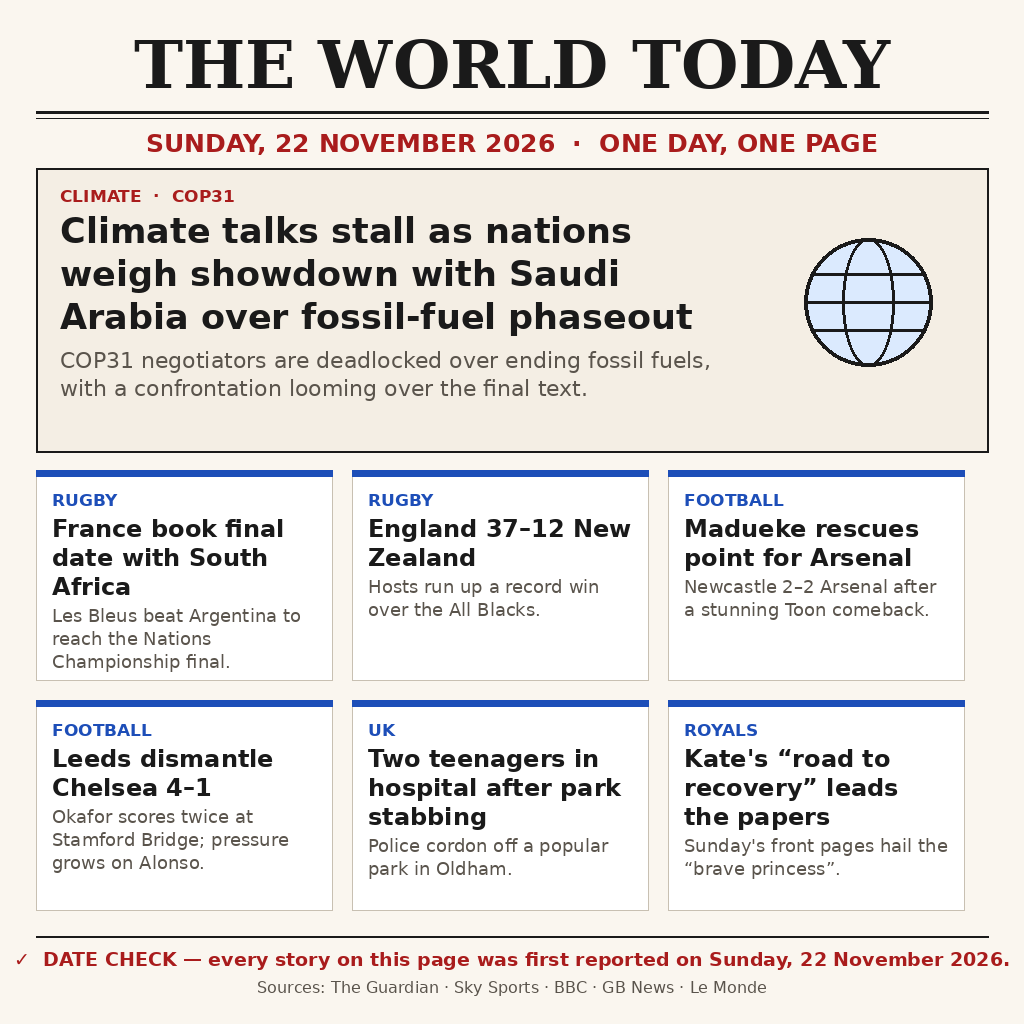 THE WORLD TODAY
SUNDAY, 22 NOVEMBER 2026 · ONE DAY, ONE PAGE
CLIMATE · COP31
Climate talks stall as nations
weigh showdown with Saudi
Arabia over fossil-fuel phaseout
COP31 negotiators are deadlocked over ending fossil fuels,
with a confrontation looming over the final text.
RUGBY
France book final
date with South
Africa
Les Bleus beat Argentina to
reach the Nations
Championship final.
RUGBY
England 37–12 New
Zealand
Hosts run up a record win
over the All Blacks.
FOOTBALL
Madueke rescues
point for Arsenal
Newcastle 2–2 Arsenal after
a stunning Toon comeback.
FOOTBALL
Leeds dismantle
Chelsea 4–1
Okafor scores twice at
Stamford Bridge; pressure
grows on Alonso.
UK
Two teenagers in
hospital after park
stabbing
Police cordon off a popular
park in Oldham.
ROYALS
Kate's “road to
recovery” leads
the papers
Sunday's front pages hail the
“brave princess”.
✓ DATE CHECK — every story on this page was first reported on Sunday, 22 November 2026.
Sources: The Guardian · Sky Sports · BBC · GB News · Le Monde